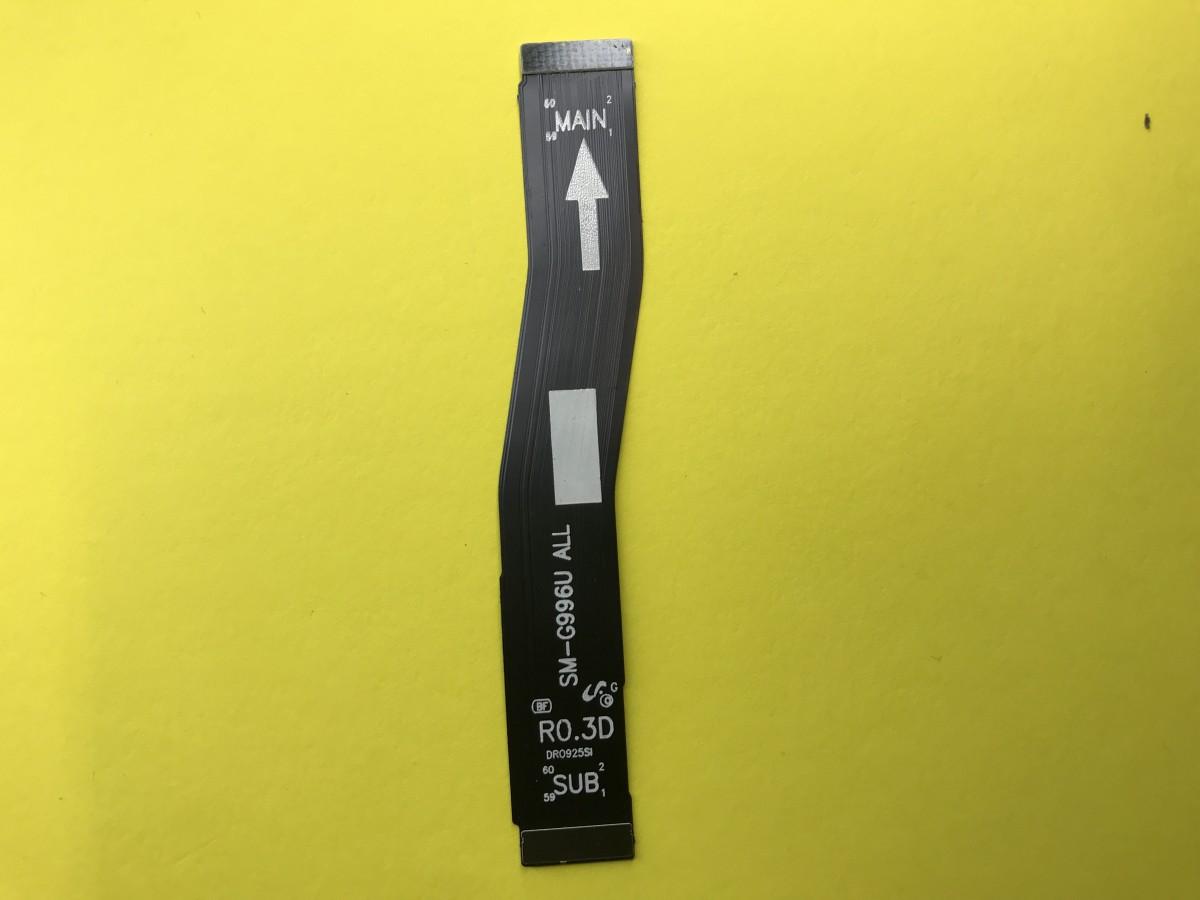 60 2
MAIN
59 1
SM-G996U ALL
G
BF
R0.3D
DR0925SI
60 2
SUB
59 1